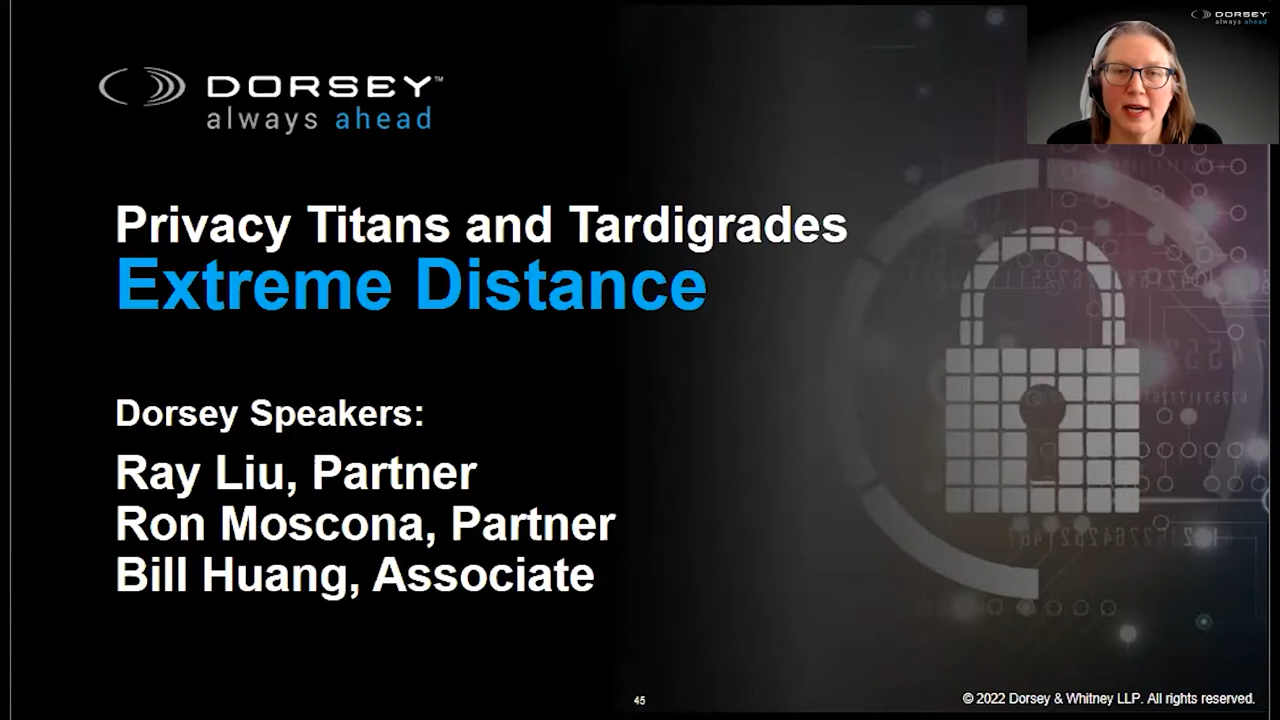 DORSEY™
always ahead
DORSEY
always ahead
Privacy Titans and Tardigrades
Extreme Distance
Dorsey Speakers:
Ray Liu, Partner
Ron Moscona, Partner
Bill Huang, Associate
45
© 2022 Dorsey & Whitney LLP. All rights reserved.